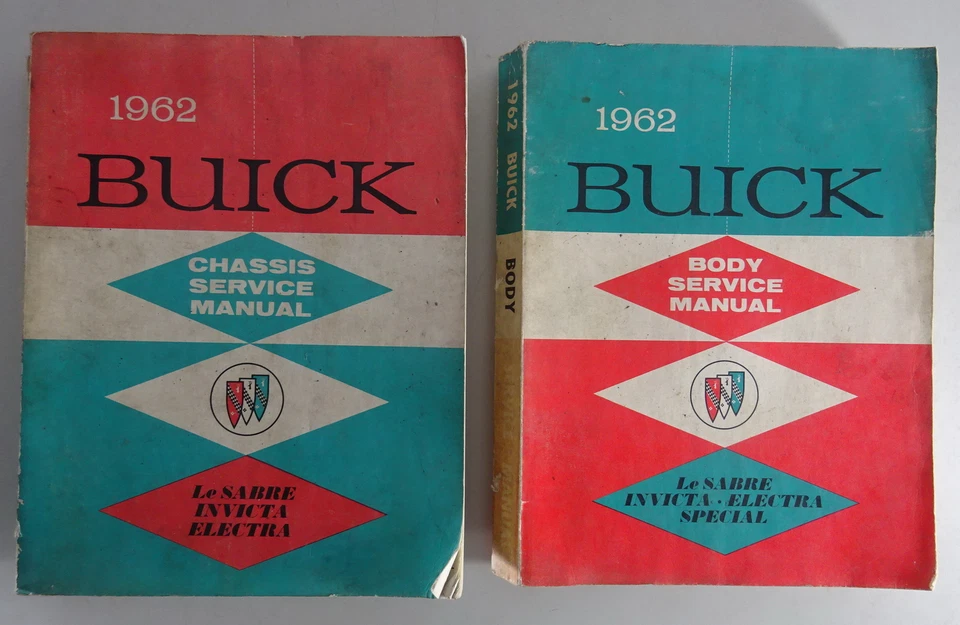 1962
BUICK
CHASSIS
SERVICE
MANUAL
Le SABRE
INVICTA
ELECTRA
1962 BUICK BODY
1962
BUICK
BODY
SERVICE
MANUAL
Le SABRE
INVICTA · ELECTRA
SPECIAL